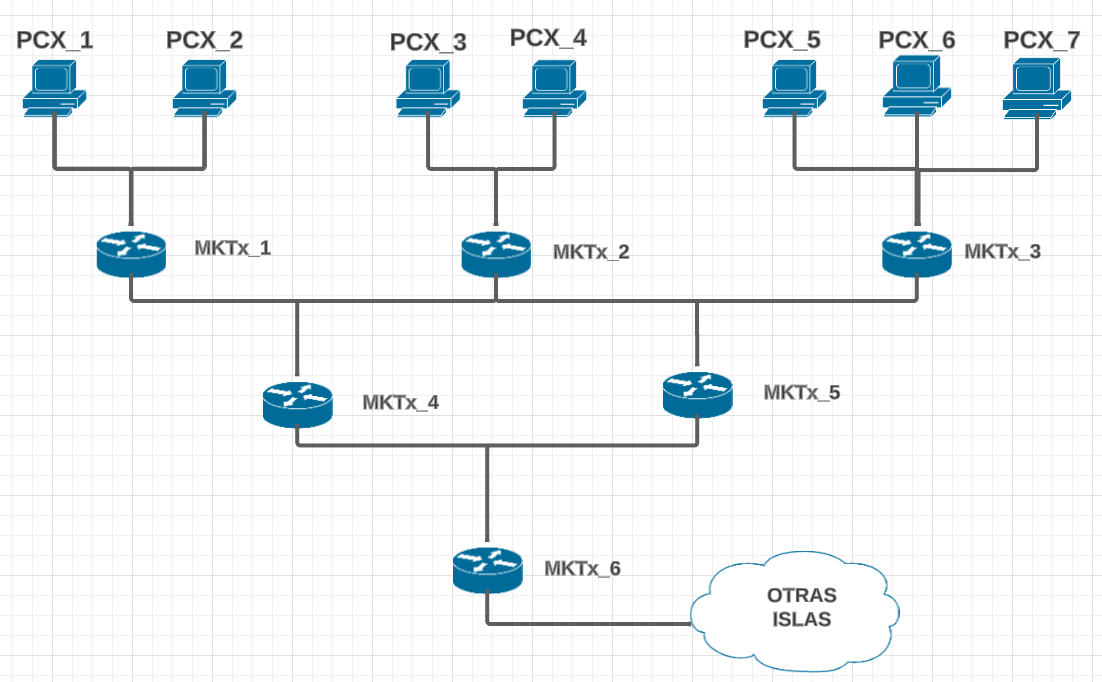 PCX_1
PCX_2
PCX_3
PCX_4
PCX_5
PCX_6
PCX_7
MKTx_1
MKTx_2
MKTx_3
MKTx_4
MKTx_5
MKTx_6
OTRAS
ISLAS